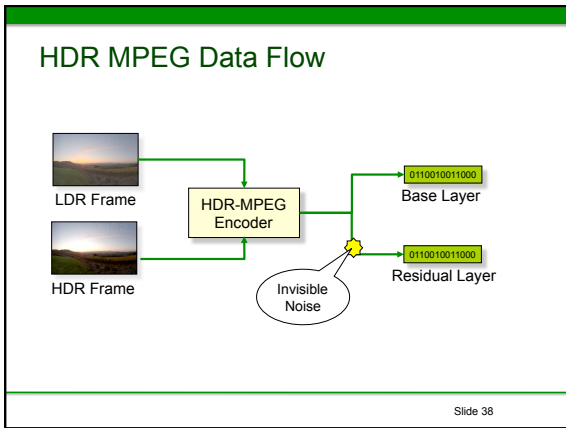 HDR MPEG Data Flow
LDR Frame
HDR-MPEG
Encoder
0110010011000
Base Layer
HDR Frame
Invisible
Noise
0110010011000
Residual Layer
Slide 38